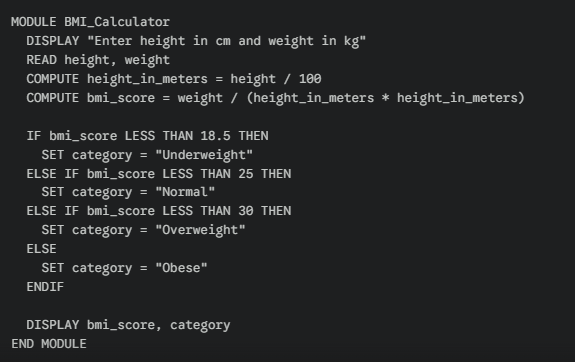 MODULE BMI_Calculator
DISPLAY "Enter height in cm and weight in kg"
READ height, weight
COMPUTE height_in_meters = height / 100
COMPUTE bmi_score = weight / (height_in_meters * height_in_meters)
IF bmi_score LESS THAN 18.5 THEN
SET category = "Underweight"
ELSE IF bmi_score LESS THAN 25 THEN
SET category = "Normal"
ELSE IF bmi_score LESS THAN 30 THEN
SET category = "Overweight"
ELSE
SET category = "Obese"
ENDIF
DISPLAY bmi_score, category
END MODULE